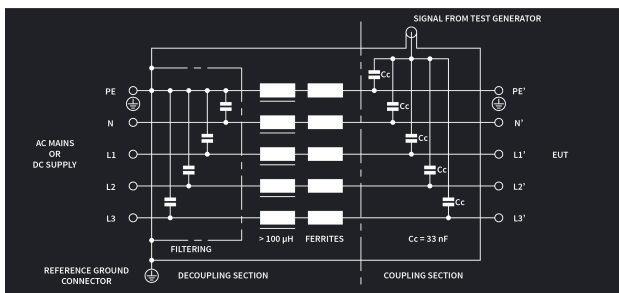 SIGNAL FROM TEST GENERATOR
Cc
PE
PE'
Cc
N
N'
Cc
AC MAINS
OR
DC SUPPLY
L1
L1'
EUT
Cc
L2
L2'
Cc
L3
L3'
> 100 µH
FERRITES
Cc = 33 nF
FILTERING
REFERENCE GROUND
CONNECTOR
DECOUPLING SECTION
COUPLING SECTION